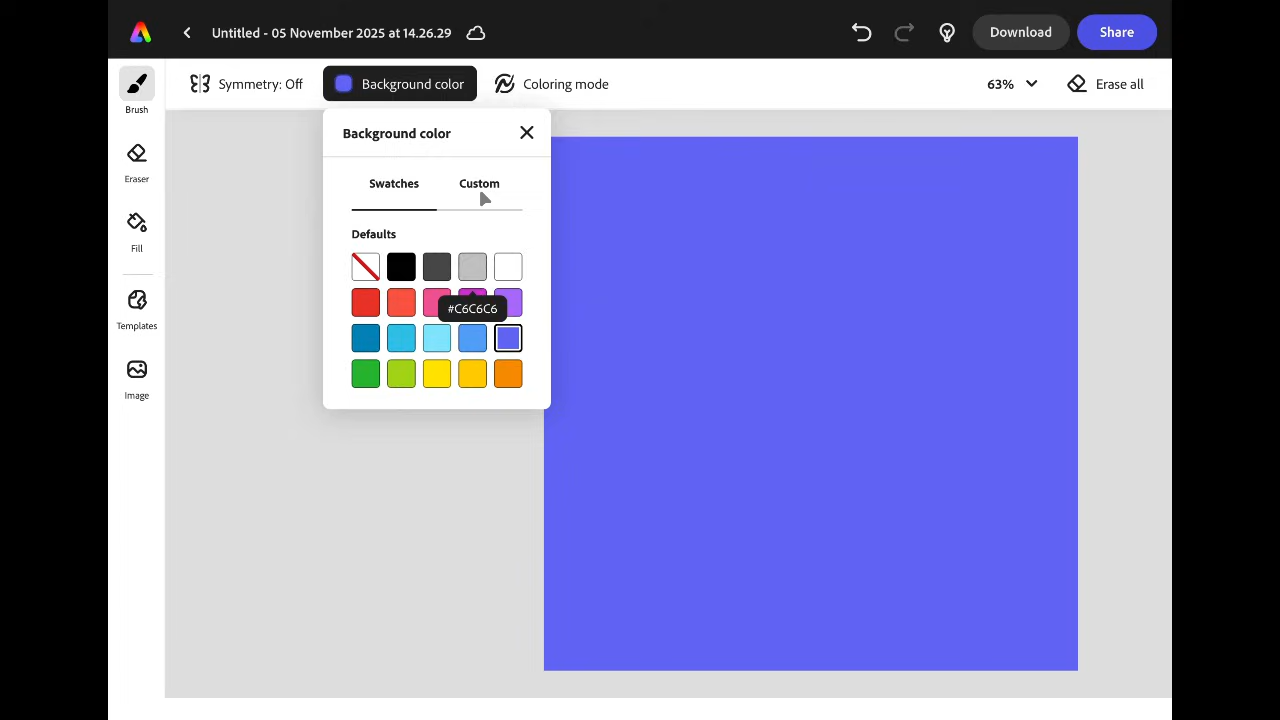 Untitled - 05 November 2025 at 14.26.29
Download
Share
Symmetry: Off
Background color
Coloring mode
63%
Erase all
Brush
Eraser
Fill
Templates
Image
Background color
Swatches
Custom
Defaults
#C6C6C6